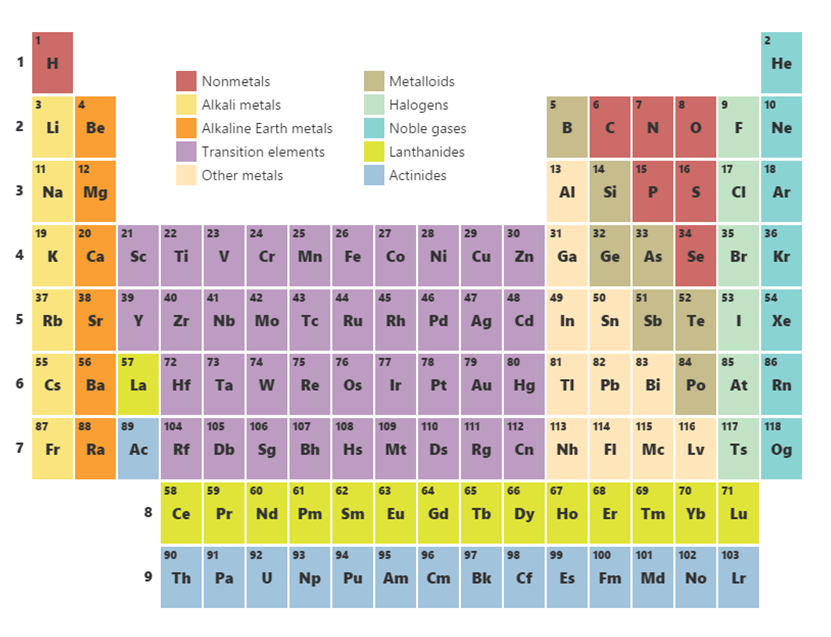 1 2
1 H He
Nonmetals Metalloids
3 4 Alkali metals Halogens 5 6 7 8 9 10
2 Li Be Alkaline Earth metals Noble gases B C N O F Ne
Transition elements Lanthanides
11 12 Other metals Actinides 13 14 15 16 17 18
3 Na Mg Al Si P S Cl Ar
19 20 21 22 23 24 25 26 27 28 29 30 31 32 33 34 35 36
4 K Ca Sc Ti V Cr Mn Fe Co Ni Cu Zn Ga Ge As Se Br Kr
37 38 39 40 41 42 43 44 45 46 47 48 49 50 51 52 53 54
5 Rb Sr Y Zr Nb Mo Tc Ru Rh Pd Ag Cd In Sn Sb Te I Xe
55 56 57 72 73 74 75 76 77 78 79 80 81 82 83 84 85 86
6 Cs Ba La Hf Ta W Re Os Ir Pt Au Hg Tl Pb Bi Po At Rn
87 88 89 104 105 106 107 108 109 110 111 112 113 114 115 116 117 118
7 Fr Ra Ac Rf Db Sg Bh Hs Mt Ds Rg Cn Nh Fl Mc Lv Ts Og
58 59 60 61 62 63 64 65 66 67 68 69 70 71
8 Ce Pr Nd Pm Sm Eu Gd Tb Dy Ho Er Tm Yb Lu
90 91 92 93 94 95 96 97 98 99 100 101 102 103
9 Th Pa U Np Pu Am Cm Bk Cf Es Fm Md No Lr